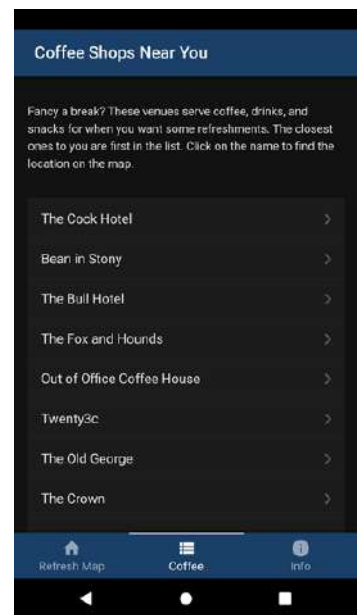 Coffee Shops Near You
Fancy a break? These venues serve coffee, drinks, and
snacks for when you want some refreshments. The closest
ones to you are first in the list. Click on the name to find the
location on the map.
The Cock Hotel
Bean in Stony
The Bull Hotel
The Fox and Hounds
Out of Office Coffee House
Twenty3c
The Old George
The Crown
Refresh Map
Coffee
Info